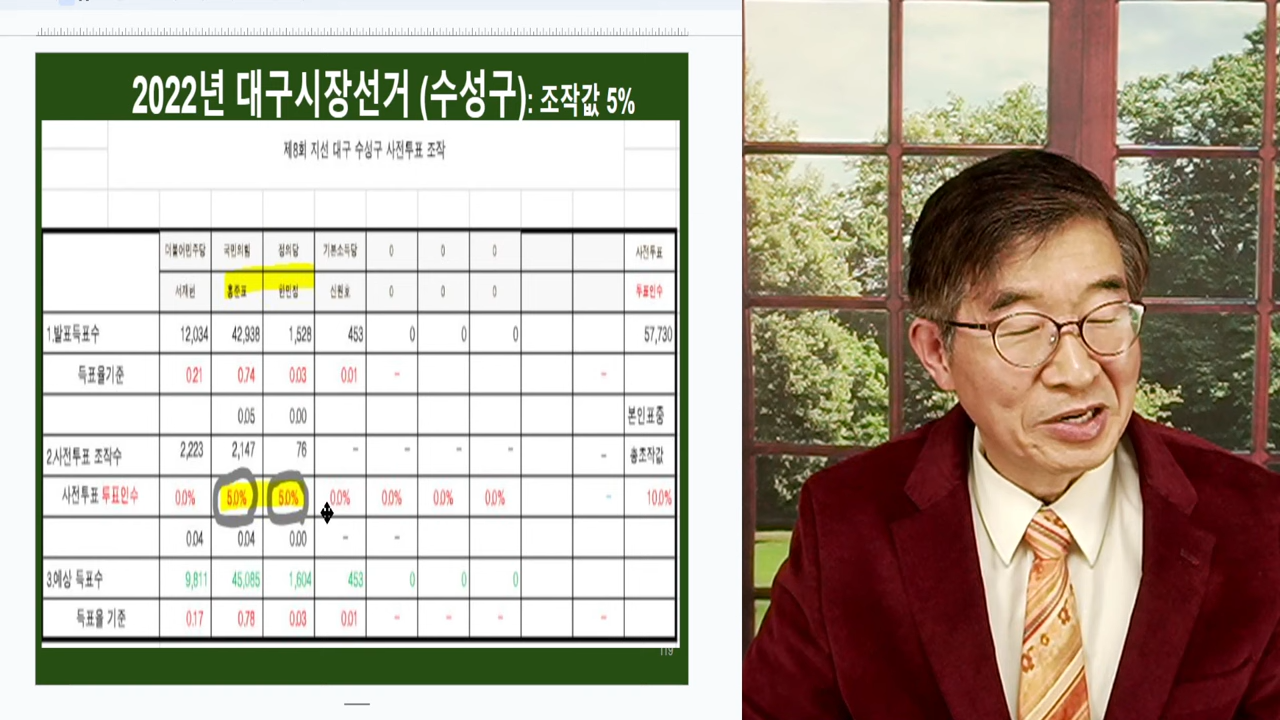 2022년 대구시장선거 (수성구): 조작값 5%
제8회 지선 대구 수성구 사전투표 조작
더불어민주당 국민의힘 정의당 기본소득당 0 0 0 사전투표
서재헌 홍준표 한민정 신원호 0 0 0 투표인수
1.발표득표수 12,034 42,938 1,528 453 0 0 0 57,730
득표율기준 0.21 0.74 0.03 0.01 - -
0.05 0.00 본인표중
2.사전투표 조작수 2,223 2,147 76 - - - - - 총조작값
사전투표 투표인수 0.0% 5.0% 5.0% 0.0% 0.0% 0.0% 0.0% - 10.0%
0.04 0.04 0.00 - -
3.예상 득표수 9,811 45,085 1,604 453 0 0 0
득표율 기준 0.17 0.78 0.03 0.01 - - - -
119